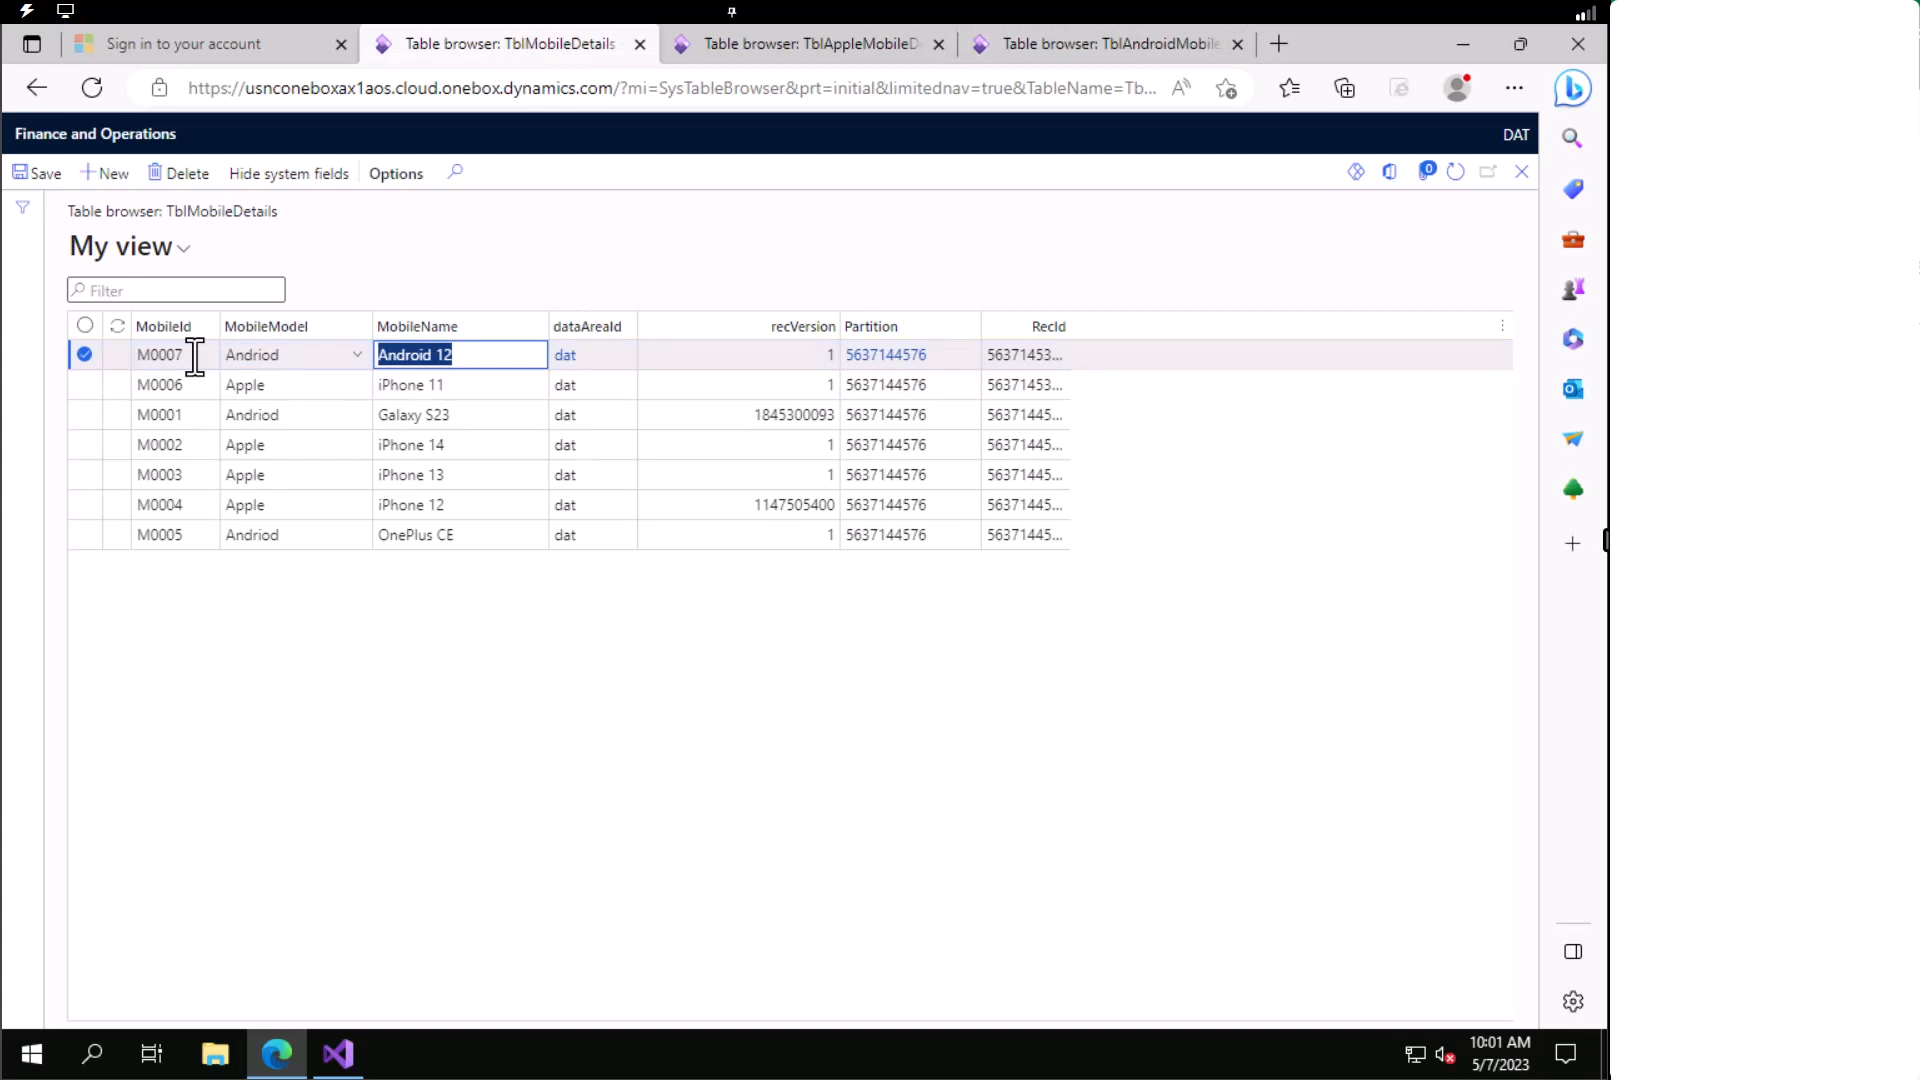 Sign in to your account
Table browser: TblMobileDetails
Table browser: TblAppleMobileD
Table browser: TblAndroidMobile
https://usnconeboxax1aos.cloud.onebox.dynamics.com/?mi=SysTableBrowser&prt=initial&limitednav=true&TableName=Tb...
Finance and Operations
DAT
Save
New
Delete
Hide system fields
Options
0
Table browser: TblMobileDetails
My view
Filter
MobileId MobileModel MobileName dataAreaId recVersion Partition RecId
M0007 Andriod Android 12 dat 1 5637144576 56371453...
M0006 Apple iPhone 11 dat 1 5637144576 56371453...
M0001 Andriod Galaxy S23 dat 1845300093 5637144576 56371445...
M0002 Apple iPhone 14 dat 1 5637144576 56371445...
M0003 Apple iPhone 13 dat 1 5637144576 56371445...
M0004 Apple iPhone 12 dat 1147505400 5637144576 56371445...
M0005 Andriod OnePlus CE dat 1 5637144576 56371445...
10:01 AM
5/7/2023